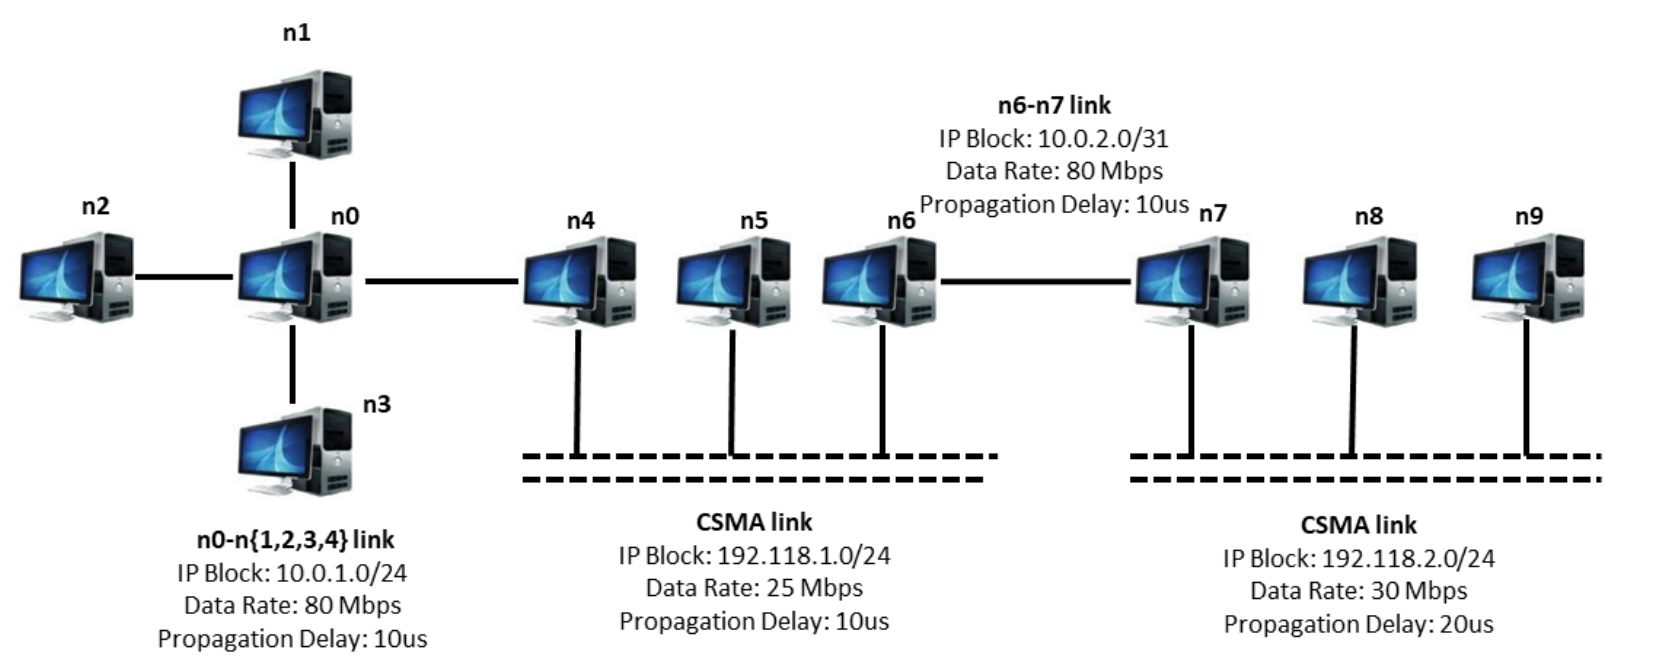 n1
n6-n7 link
IP Block: 10.0.2.0/31
Data Rate: 80 Mbps
Propagation Delay: 10us
n2
n0
n4
n5
n6
n7
n8
n9
n3
n0-n{1,2,3,4} link
IP Block: 10.0.1.0/24
Data Rate: 80 Mbps
Propagation Delay: 10us
CSMA link
IP Block: 192.118.1.0/24
Data Rate: 25 Mbps
Propagation Delay: 10us
CSMA link
IP Block: 192.118.2.0/24
Data Rate: 30 Mbps
Propagation Delay: 20us